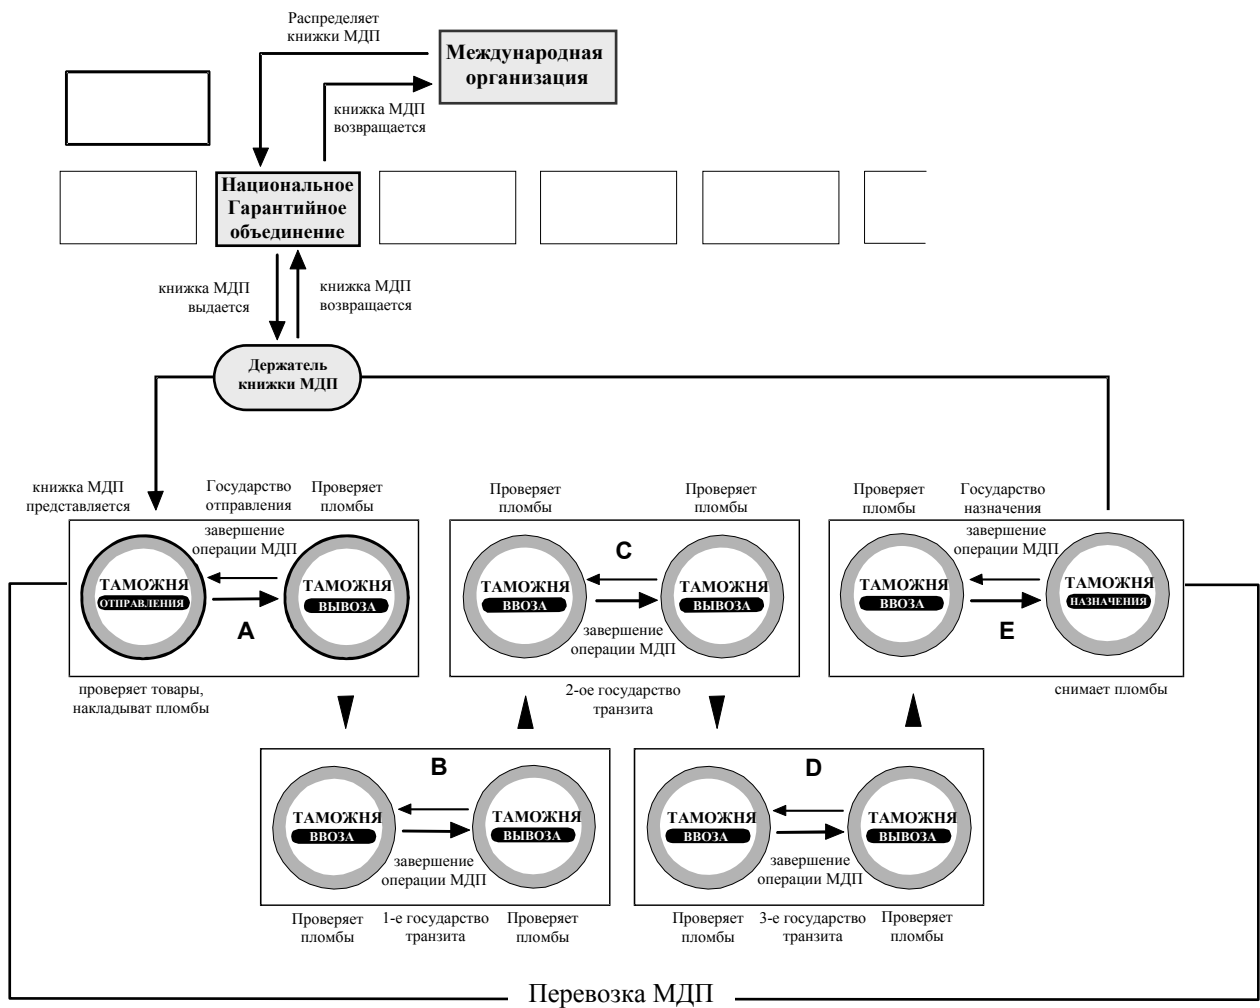 Распределяет
книжки МДП
Международная
организация
книжка МДП
возвращается
Национальное
Гарантийное
объединение
книжка МДП
выдается
книжка МДП
возвращается
Держатель
книжки МДП
книжка МДП
представляется
Государство
отправления
Проверяет
пломбы
завершение
операции МДП
ТАМОЖНЯ
ОТПРАВЛЕНИЯ
ТАМОЖНЯ
ВЫВОЗА
A
проверяет товары,
накладыват пломбы
Проверяет
пломбы
Проверяет
пломбы
C
ТАМОЖНЯ
ВВОЗА
ТАМОЖНЯ
ВЫВОЗА
завершение
операции МДП
2-ое государство
транзита
Проверяет
пломбы
Государство
назначения
завершение
операции МДП
ТАМОЖНЯ
ВВОЗА
ТАМОЖНЯ
НАЗНАЧЕНИЯ
E
снимает пломбы
B
ТАМОЖНЯ
ВВОЗА
ТАМОЖНЯ
ВЫВОЗА
завершение
операции МДП
Проверяет
пломбы
1-е государство
транзита
Проверяет
пломбы
D
ТАМОЖНЯ
ВВОЗА
ТАМОЖНЯ
ВЫВОЗА
завершение
операции МДП
Проверяет
пломбы
3-е государство
транзита
Проверяет
пломбы
Перевозка МДП